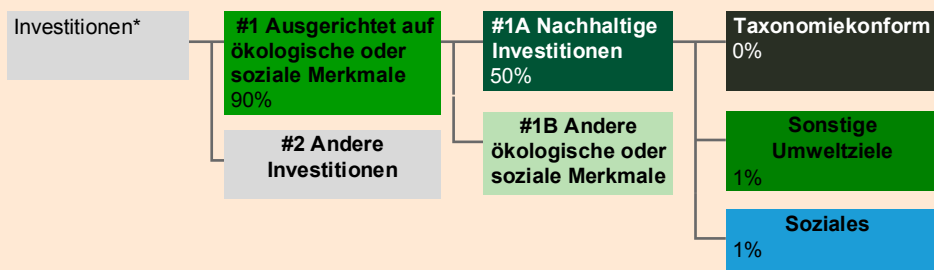 Investitionen*
#1 Ausgerichtet auf
ökologische oder
soziale Merkmale
90%
#2 Andere
Investitionen
#1A Nachhaltige
Investitionen
50%
#1B Andere
ökologische oder
soziale Merkmale
Taxonomiekonform
0%
Sonstige
Umweltziele
1%
Soziales
1%